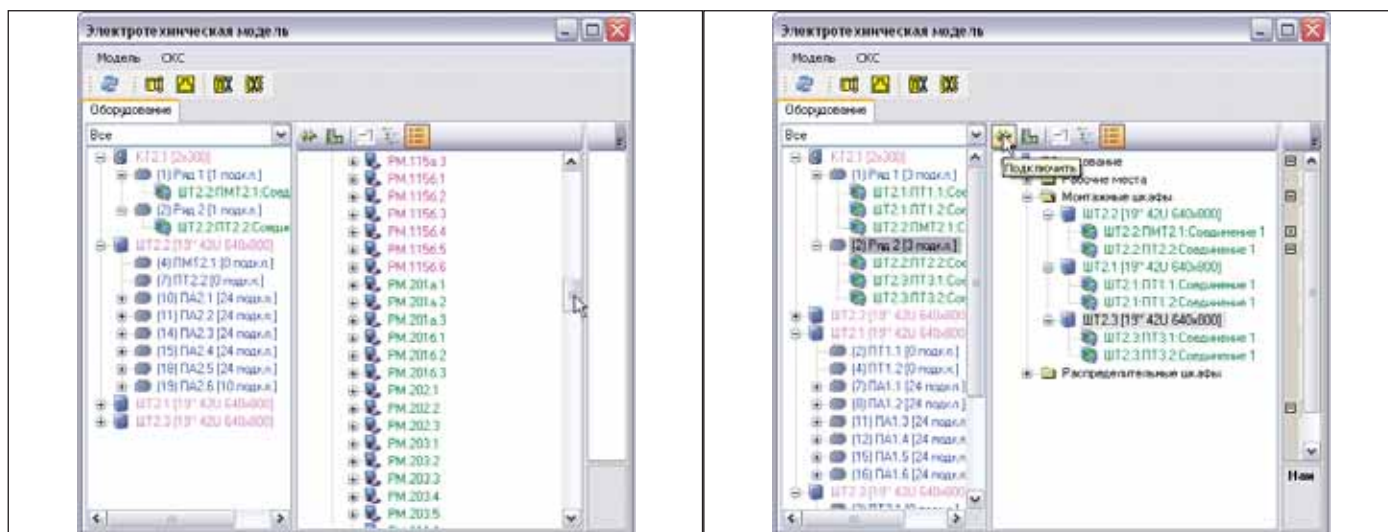 Электротехническая модель
Модель СКС
Оборудование
Все
КТ2.1 [2x300]
(1) Ряд 1 [1 подкл.]
ШТ2.2:ПМТ2.1:Соед
(2) Ряд 2 [1 подкл.]
ШТ2.2:ПТ2.2:Соедин
ШТ2.2 [19" 42U 640x800]
(4) ПМТ2.1 [0 подкл.]
(7) ПТ2.2 [0 подкл.]
(10) ПА2.1 [24 подкл.]
(11) ПА2.2 [24 подкл.]
(14) ПА2.3 [24 подкл.]
(15) ПА2.4 [24 подкл.]
(18) ПА2.5 [24 подкл.]
(19) ПА2.6 [10 подкл.]
ШТ2.1 [19" 42U 640x800]
ШТ2.3 [19" 42U 640x800]
РМ.115а.3
РМ.115б.1
РМ.115б.2
РМ.115б.3
РМ.115б.4
РМ.115б.5
РМ.115б.6
РМ.201а.1
РМ.201а.2
РМ.201а.3
РМ.201б.1
РМ.201б.2
РМ.201б.3
РМ.202.1
РМ.202.2
РМ.202.3
РМ.203.1
РМ.203.2
РМ.203.3
РМ.203.4
РМ.203.5
Электротехническая модель
Модель СКС
Оборудование
Все
КТ2.1 [2x300]
(1) Ряд 1 [3 подкл.]
ШТ2.1:ПТ1.1:Сое
ШТ2.1:ПТ1.2:Сое
ШТ2.2:ПМТ2.1:С
(2) Ряд 2 [3 подкл.]
ШТ2.2:ПТ2.2:Сое
ШТ2.3:ПТ3.1:Сое
ШТ2.3:ПТ3.2:Сое
ШТ2.2 [19" 42U 640x800
ШТ2.1 [19" 42U 640x800
(2) ПТ1.1 [0 подкл.]
(4) ПТ1.2 [0 подкл.]
(7) ПА1.1 [24 подкл.
(8) ПА1.2 [24 подкл.
(11) ПА1.3 [24 подкл
(12) ПА1.4 [24 подкл
(15) ПА1.5 [24 подкл
(16) ПА1.6 [24 подкл
ШТ2.3 [19" 42U 640x800
Подключить
Рабочие места
Монтажные шкафы
ШТ2.2 [19" 42U 640x800]
ШТ2.2:ПМТ2.1:Соединение 1
ШТ2.2:ПТ2.2:Соединение 1
ШТ2.1 [19" 42U 640x800]
ШТ2.1:ПТ1.1:Соединение 1
ШТ2.1:ПТ1.2:Соединение 1
ШТ2.3 [19" 42U 640x800]
ШТ2.3:ПТ3.1:Соединение 1
ШТ2.3:ПТ3.2:Соединение 1
Распределительные шкафы
Наи